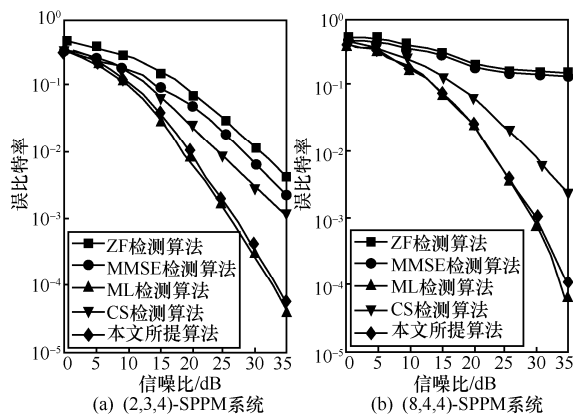 10⁰
10⁻¹
10⁻²
10⁻³
10⁻⁴
10⁻⁵
误比特率
ZF检测算法
MMSE检测算法
ML检测算法
CS检测算法
本文所提算法
0 5 10 15 20 25 30 35
信噪比/dB
(a) (2,3,4)-SPPM系统
10⁰
10⁻¹
10⁻²
10⁻³
10⁻⁴
10⁻⁵
误比特率
ZF检测算法
MMSE检测算法
ML检测算法
CS检测算法
本文所提算法
0 5 10 15 20 25 30 35
信噪比/dB
(b) (8,4,4)-SPPM系统